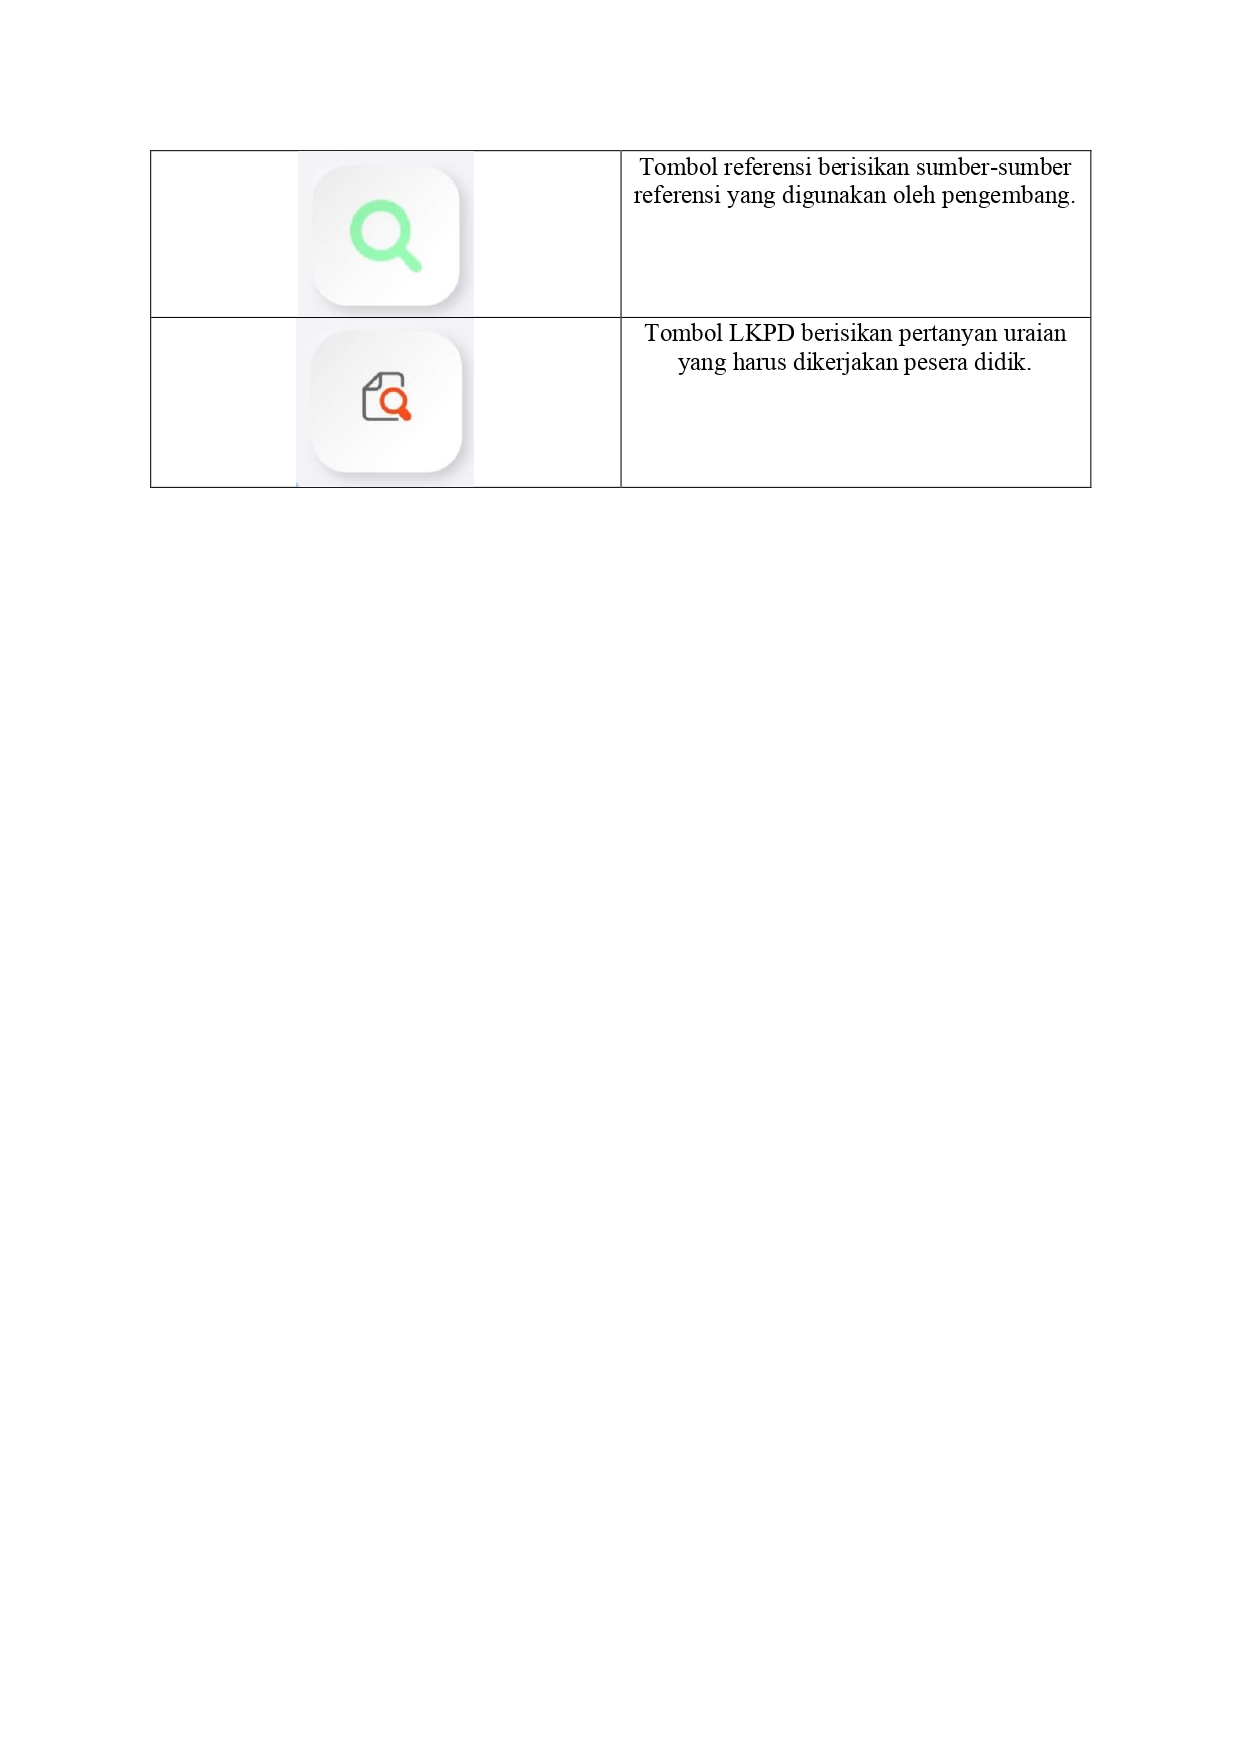 Tombol referensi berisikan sumber-sumber
referensi yang digunakan oleh pengembang.
Tombol LKPD berisikan pertanyan uraian
yang harus dikerjakan pesera didik.